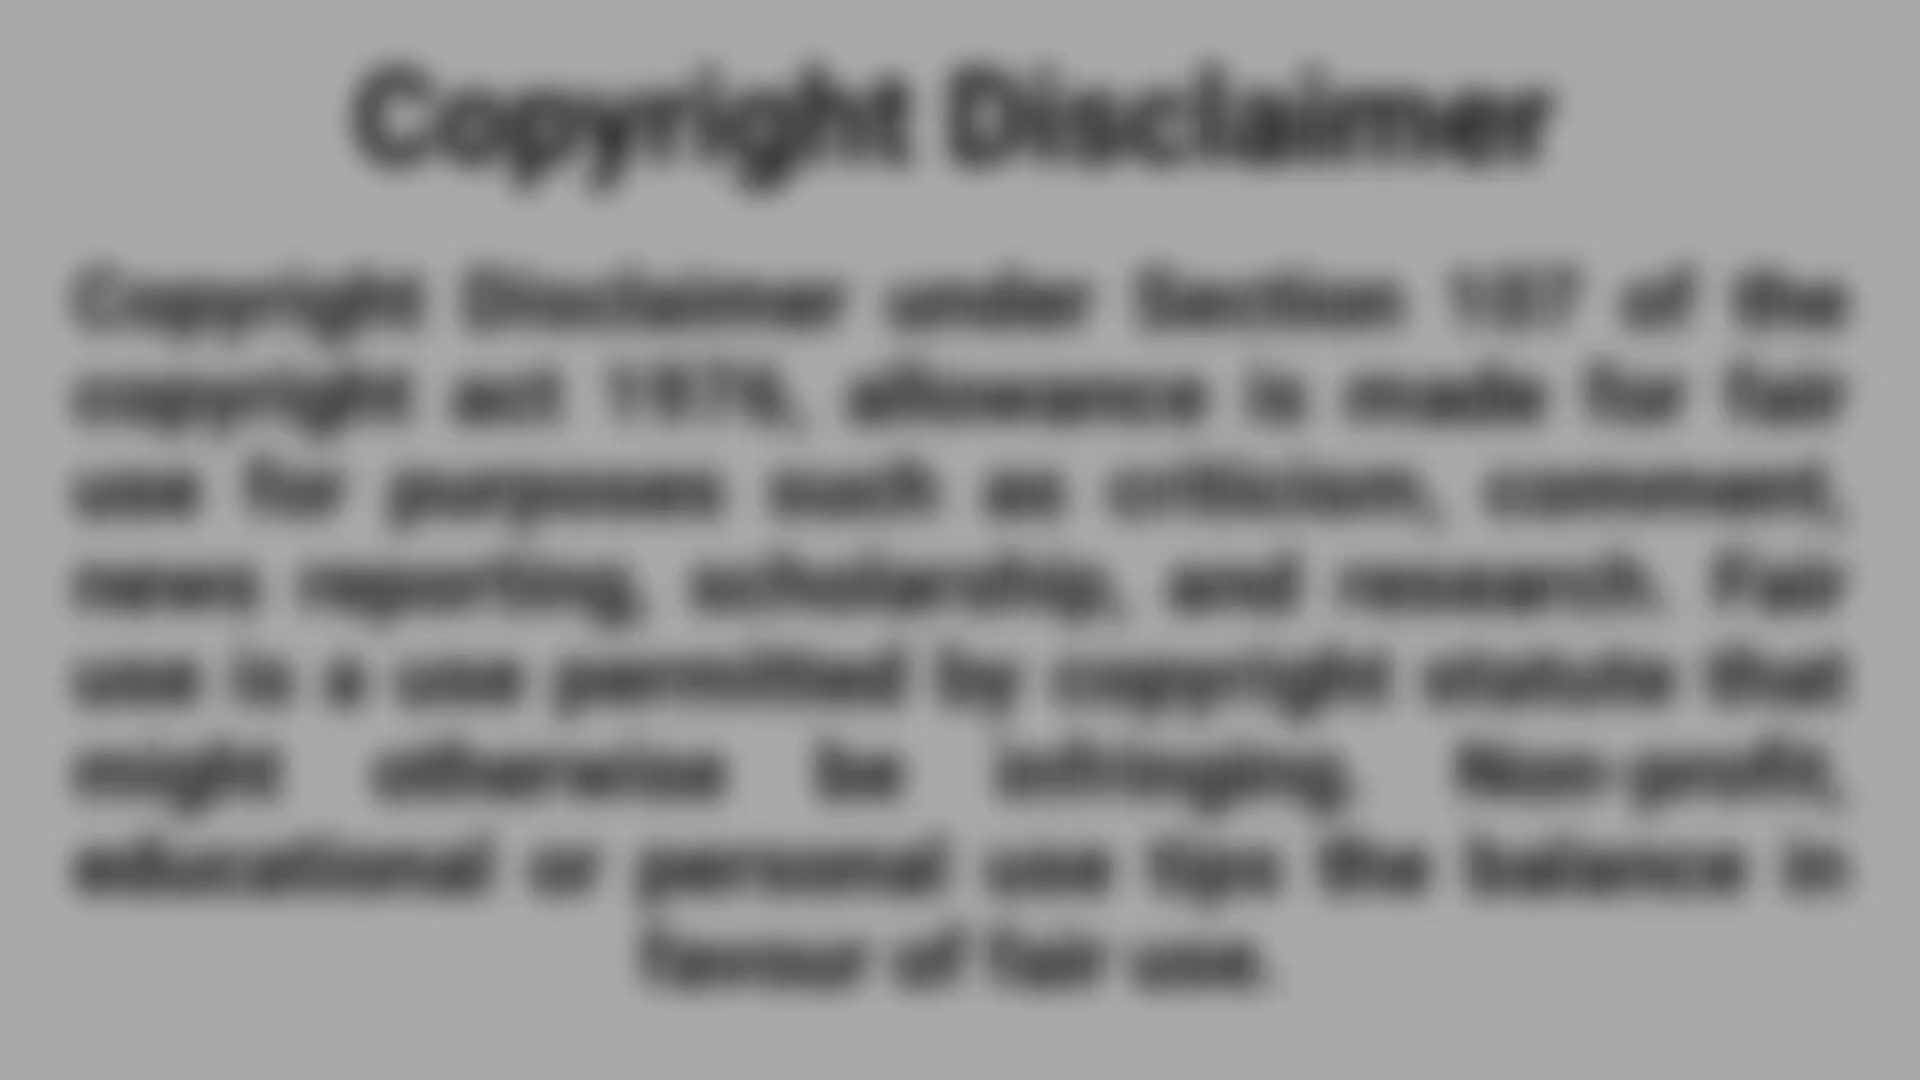 Copyright Disclaimer
Copyright Disclaimer under Section 107 of the
copyright act 1976, allowance is made for fair
use for purposes such as criticism, comment,
news reporting, scholarship, and research. Fair
use is a use permitted by copyright statute that
might otherwise be infringing. Non-profit,
educational or personal use tips the balance in
favour of fair use.